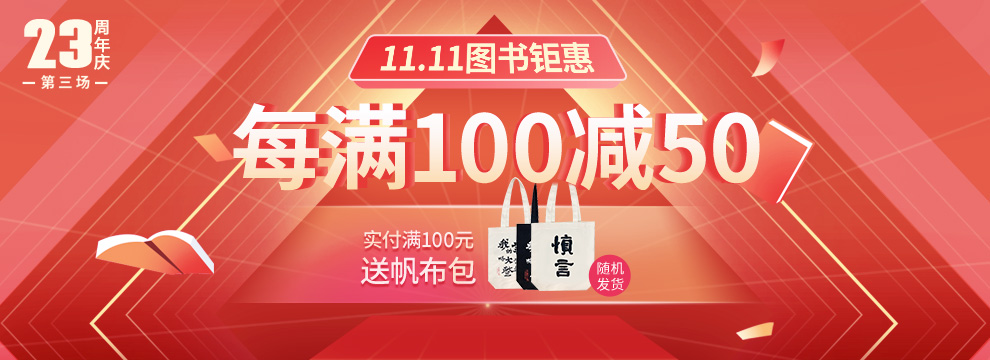 23周年庆
第三场
11.11图书钜惠
每满100减50
实付满100元
送帆布包
慎言
随机
发货